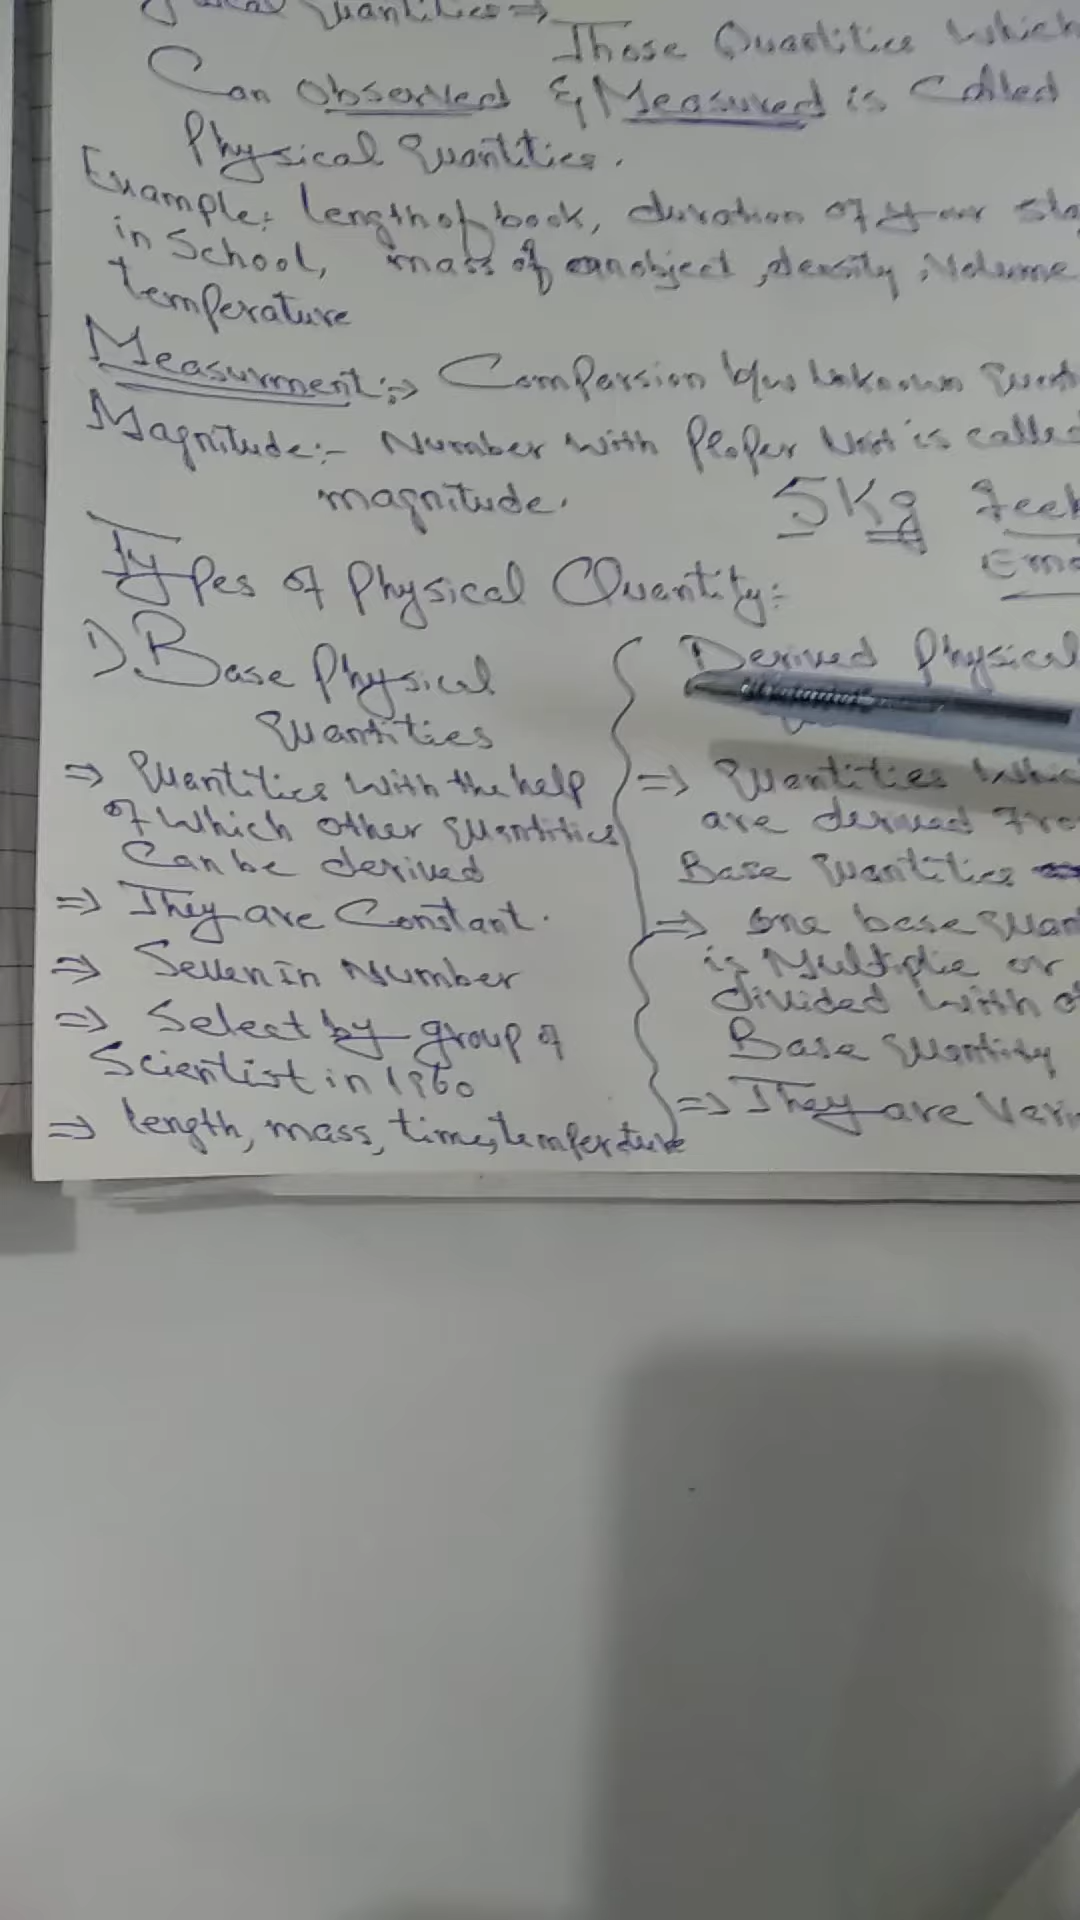 Quantities =>
Those Quantities which
Can Observed & Measured is Called
Physical Quantities.
Example: length of book, duration of your
in School, mass of an object, density, Volume
temperature
Measurment:=> Comparsion b/w Unknown
Magnitude:- Number with Proper Unit is called
magnitude.
5Kg
Types of Physical Quantity:-
1) Base Physical
Quantities
=> Quantities with the help
of which other Quantities
Can be derived
=> They are Constant.
=> Seven in Number
=> Select by group of
Scientist in 1960
=> length, mass, time, temperture
Derived Physical
=> Quantities
are derived
Base Quantities
=> One base
is Multiplie or
divided with
Base Quantity
=> They are